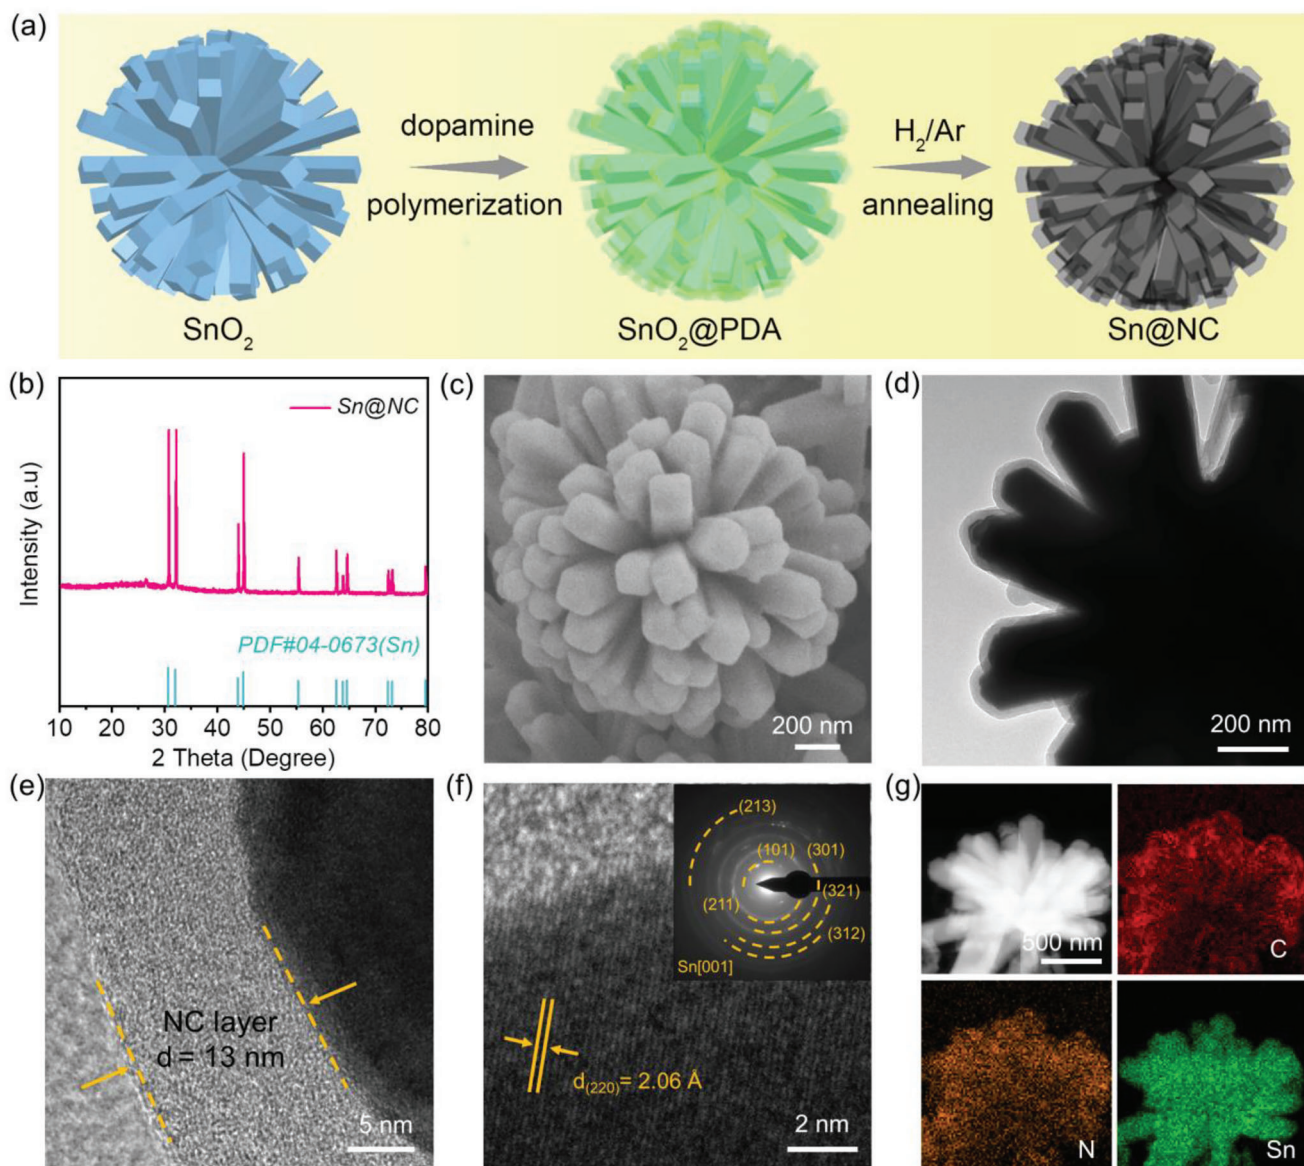 (a)
dopamine
polymerization
H₂/Ar
annealing
SnO₂
SnO₂@PDA
Sn@NC
(b)
Sn@NC
PDF#04-0673(Sn)
Intensity (a.u)
10 20 30 40 50 60 70 80
2 Theta (Degree)
(c)
200 nm
(d)
200 nm
(e)
NC layer
d = 13 nm
5 nm
(f)
(213)
(101)
(301)
(211)
(321)
(312)
Sn[001]
d(220)= 2.06 Å
2 nm
(g)
500 nm
C
N
Sn